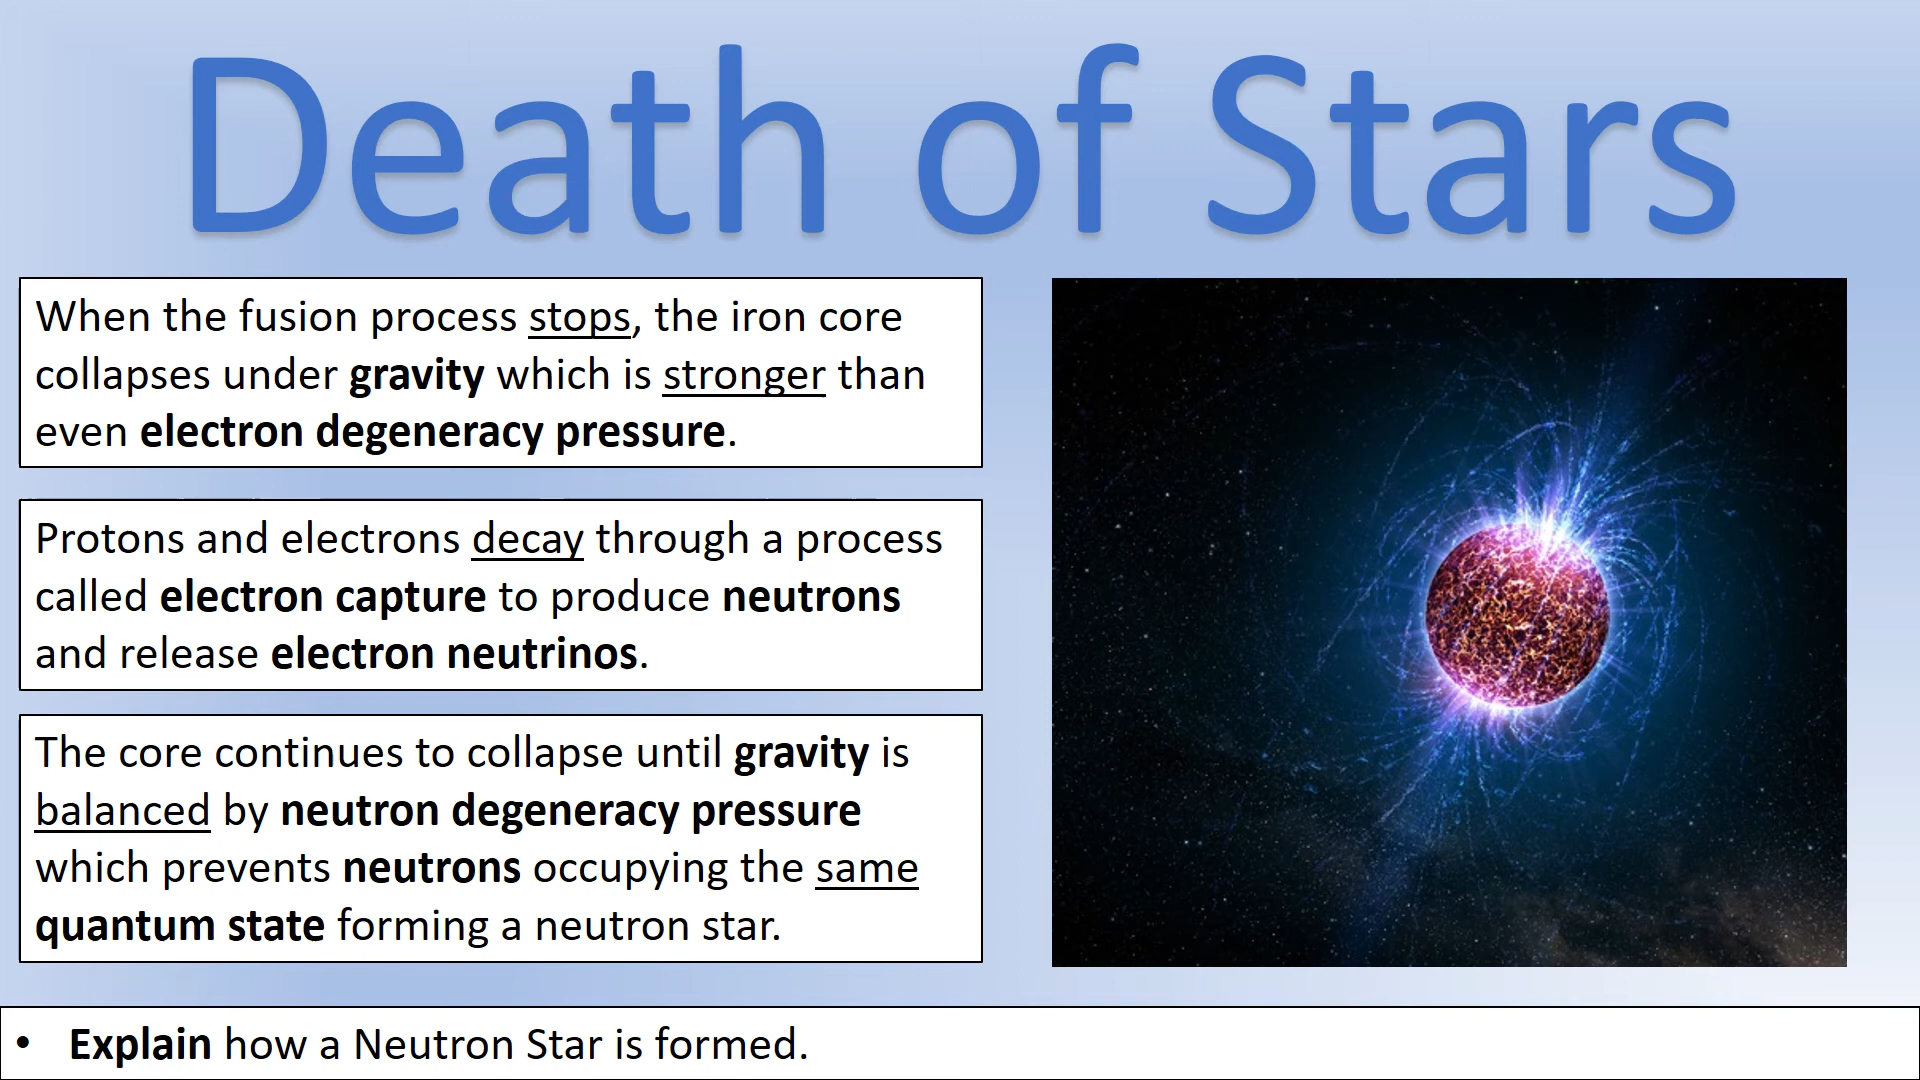 Death of Stars
When the fusion process stops, the iron core
collapses under gravity which is stronger than
even electron degeneracy pressure.
Protons and electrons decay through a process
called electron capture to produce neutrons
and release electron neutrinos.
The core continues to collapse until gravity is
balanced by neutron degeneracy pressure
which prevents neutrons occupying the same
quantum state forming a neutron star.
• Explain how a Neutron Star is formed.